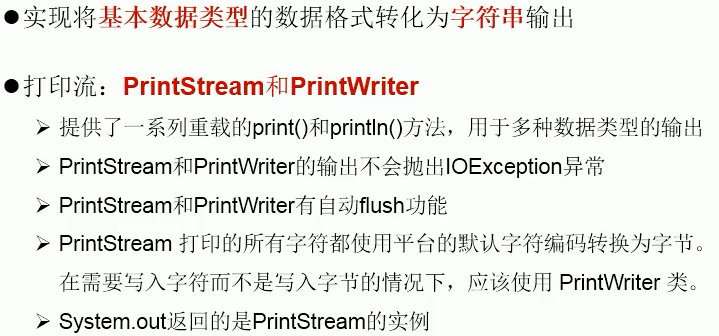 ●实现将基本数据类型的数据格式转化为字符串输出
●打印流：PrintStream和PrintWriter
➢ 提供了一系列重载的print()和println()方法，用于多种数据类型的输出
➢ PrintStream和PrintWriter的输出不会抛出IOException异常
➢ PrintStream和PrintWriter有自动flush功能
➢ PrintStream 打印的所有字符都使用平台的默认字符编码转换为字节。
在需要写入字符而不是写入字节的情况下，应该使用 PrintWriter 类。
➢ System.out返回的是PrintStream的实例